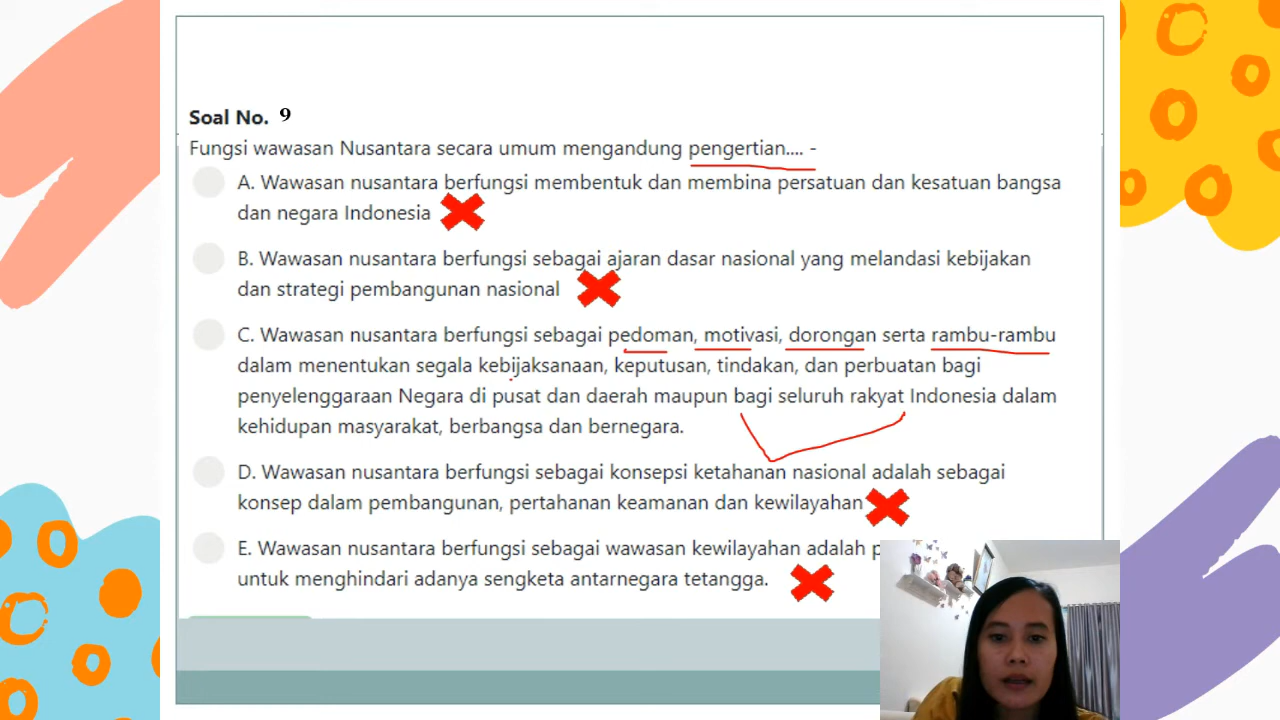 Soal No. 9
Fungsi wawasan Nusantara secara umum mengandung pengertian.... -
A. Wawasan nusantara berfungsi membentuk dan membina persatuan dan kesatuan bangsa
dan negara Indonesia
B. Wawasan nusantara berfungsi sebagai ajaran dasar nasional yang melandasi kebijakan
dan strategi pembangunan nasional
C. Wawasan nusantara berfungsi sebagai pedoman, motivasi, dorongan serta rambu-rambu
dalam menentukan segala kebijaksanaan, keputusan, tindakan, dan perbuatan bagi
penyelenggaraan Negara di pusat dan daerah maupun bagi seluruh rakyat Indonesia dalam
kehidupan masyarakat, berbangsa dan bernegara.
D. Wawasan nusantara berfungsi sebagai konsepsi ketahanan nasional adalah sebagai
konsep dalam pembangunan, pertahanan keamanan dan kewilayahan
E. Wawasan nusantara berfungsi sebagai wawasan kewilayahan adalah
untuk menghindari adanya sengketa antarnegara tetangga.